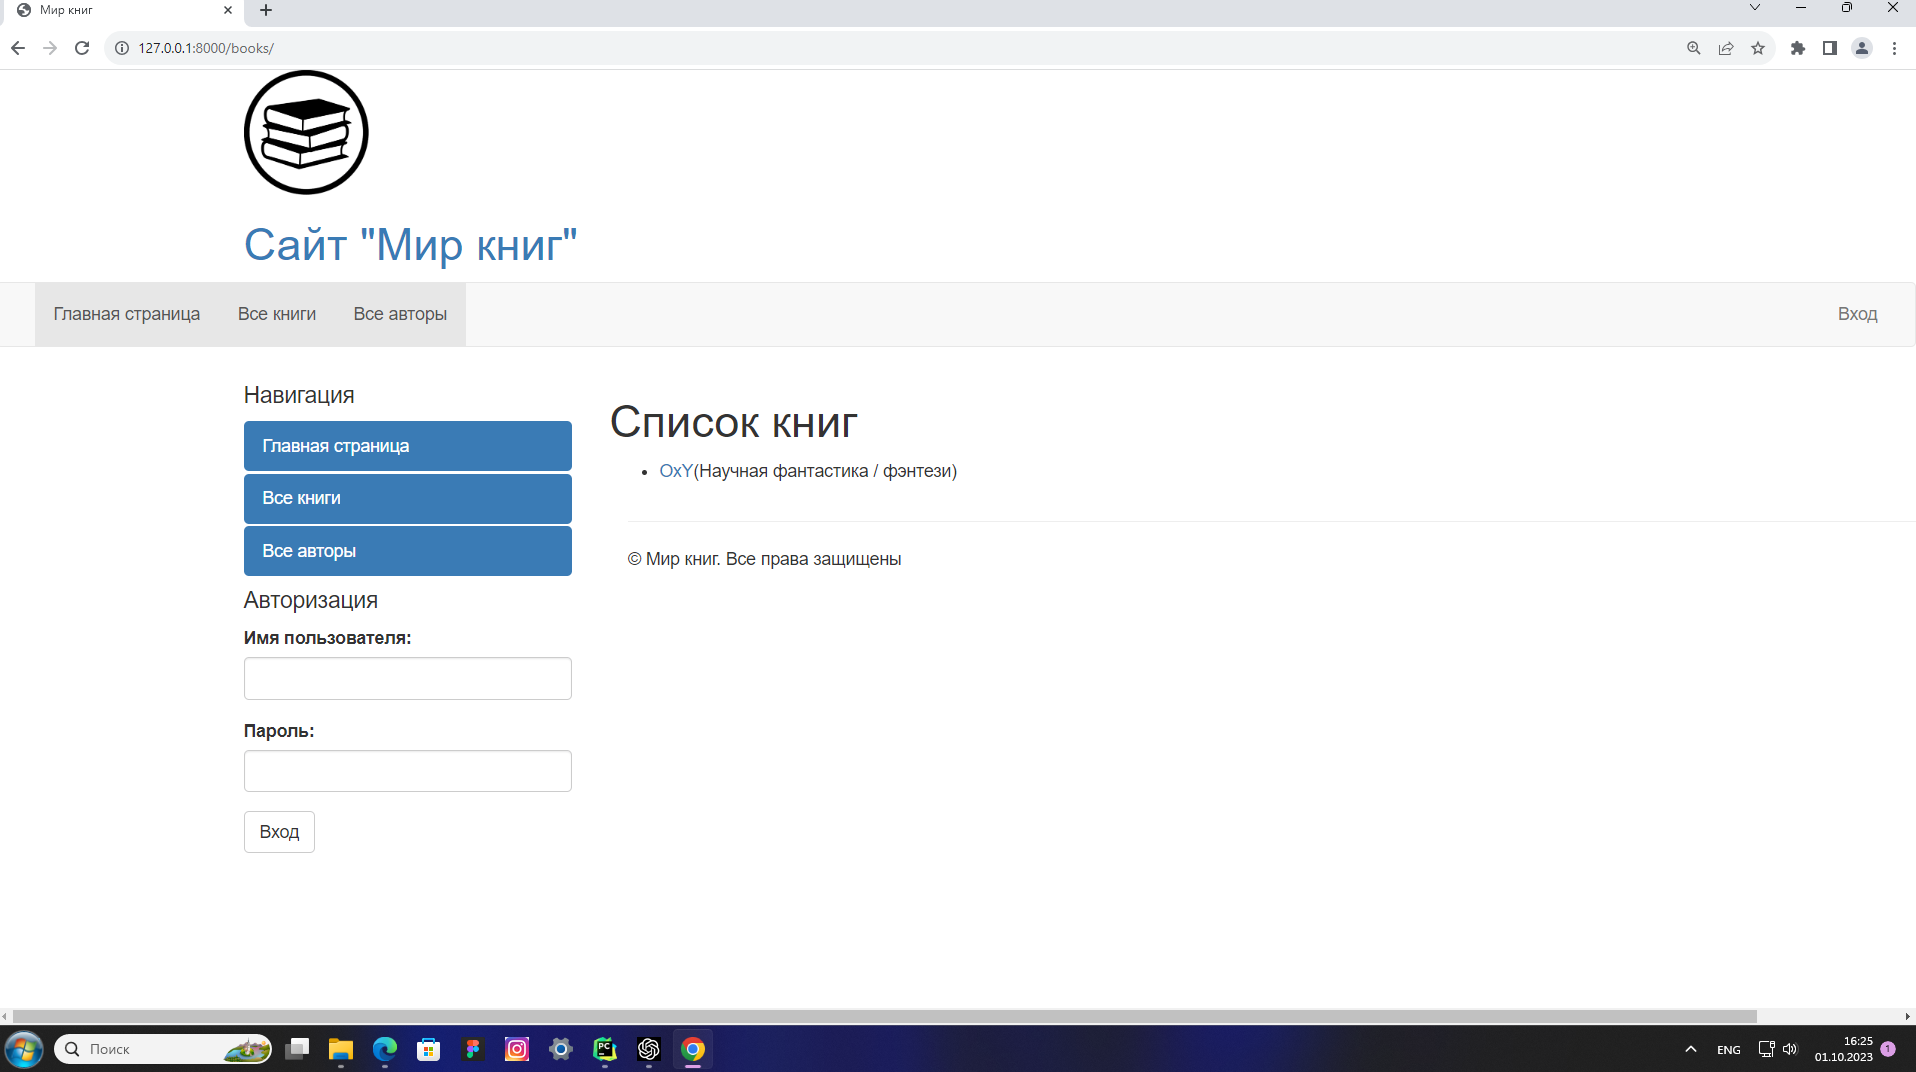 Мир книг
127.0.0.1:8000/books/
Сайт "Мир книг"
Главная страница Все книги Все авторы Вход
Навигация
Главная страница
Все книги
Все авторы
Авторизация
Имя пользователя:
Пароль:
Вход
Список книг
OxY(Научная фантастика / фэнтези)
© Мир книг. Все права защищены
Поиск
PC
ENG
16:25
01.10.2023
1